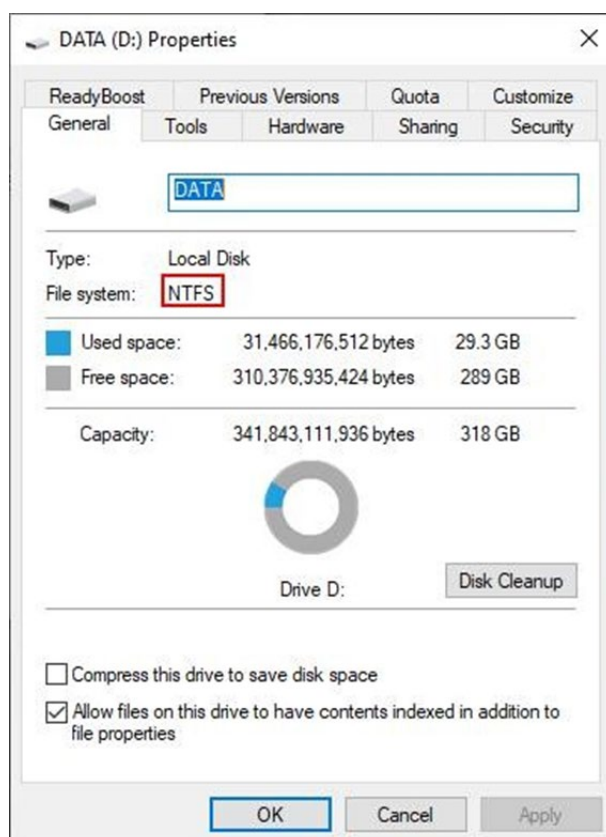 DATA (D:) Properties
ReadyBoost Previous Versions Quota Customize
General Tools Hardware Sharing Security
DATA
Type: Local Disk
File system: NTFS
Used space: 31,466,176,512 bytes 29.3 GB
Free space: 310,376,935,424 bytes 289 GB
Capacity: 341,843,111,936 bytes 318 GB
Drive D: Disk Cleanup
Compress this drive to save disk space
Allow files on this drive to have contents indexed in addition to
file properties
OK Cancel Apply